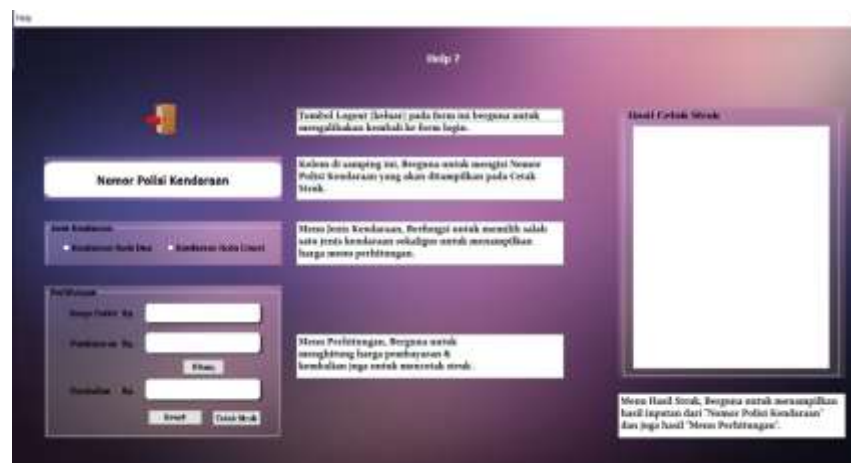 Help
Help ?
Tombol Logout (keluar) pada form ini berguna untuk
mengalihakan kembali ke form login.
Nomor Polisi Kendaraan
Kolom di samping ini, Berguna untuk mengisi Nomor
Polisi Kendaraan yang akan ditampilkan pada Cetak
Struk.
Jenis Kendaraan
Kendaraan Roda Dua
Kendaraan Roda Empat
Menu Jenis Kendaraan, Berfungsi untuk memilih salah
satu jenis kendaraan sekaligus untuk menampilkan
harga menu perhitungan.
Perhitungan
Harga Parkir Rp.
Pembayaran Rp.
Hitung
Kembalian Rp.
Reset
Cetak Struk
Menu Perhitungan, Berguna untuk
menghitung harga pembayaran &
kembalian juga untuk mencetak struk.
Hasil Cetak Struk
Menu Hasil Struk, Berguna untuk menampilkan
hasil inputan dari "Nomor Polisi Kendaraan"
dan juga hasil "Menu Perhitungan".